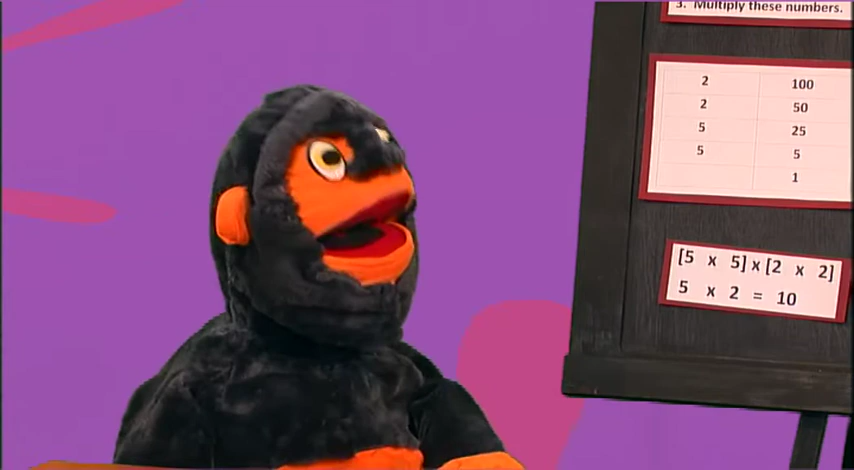 3. Multiply these numbers.
2 100
2 50
5 25
5 5
1
[5 x 5] x [2 x 2]
5 x 2 = 10